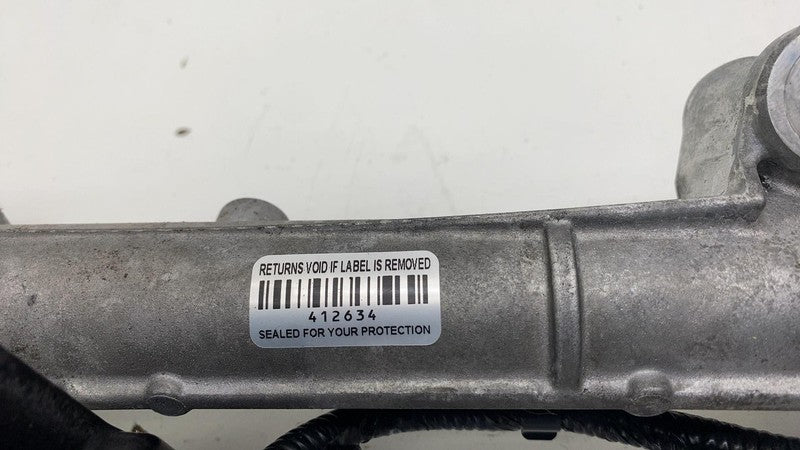 RETURNS VOID IF LABEL IS REMOVED
412634
SEALED FOR YOUR PROTECTION